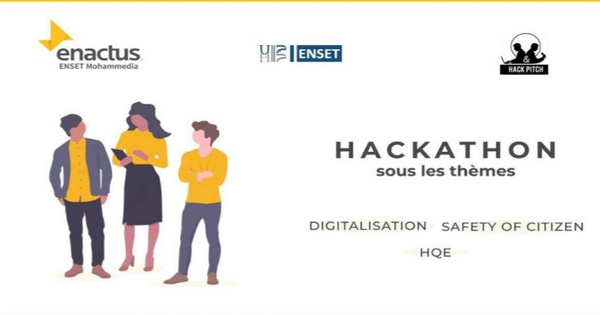 enactus
ENSET Mohammedia
ENSET
& HACK PITCH
HACKATHON
sous les thèmes
DIGITALISATION
SAFETY OF CITIZEN
HQE